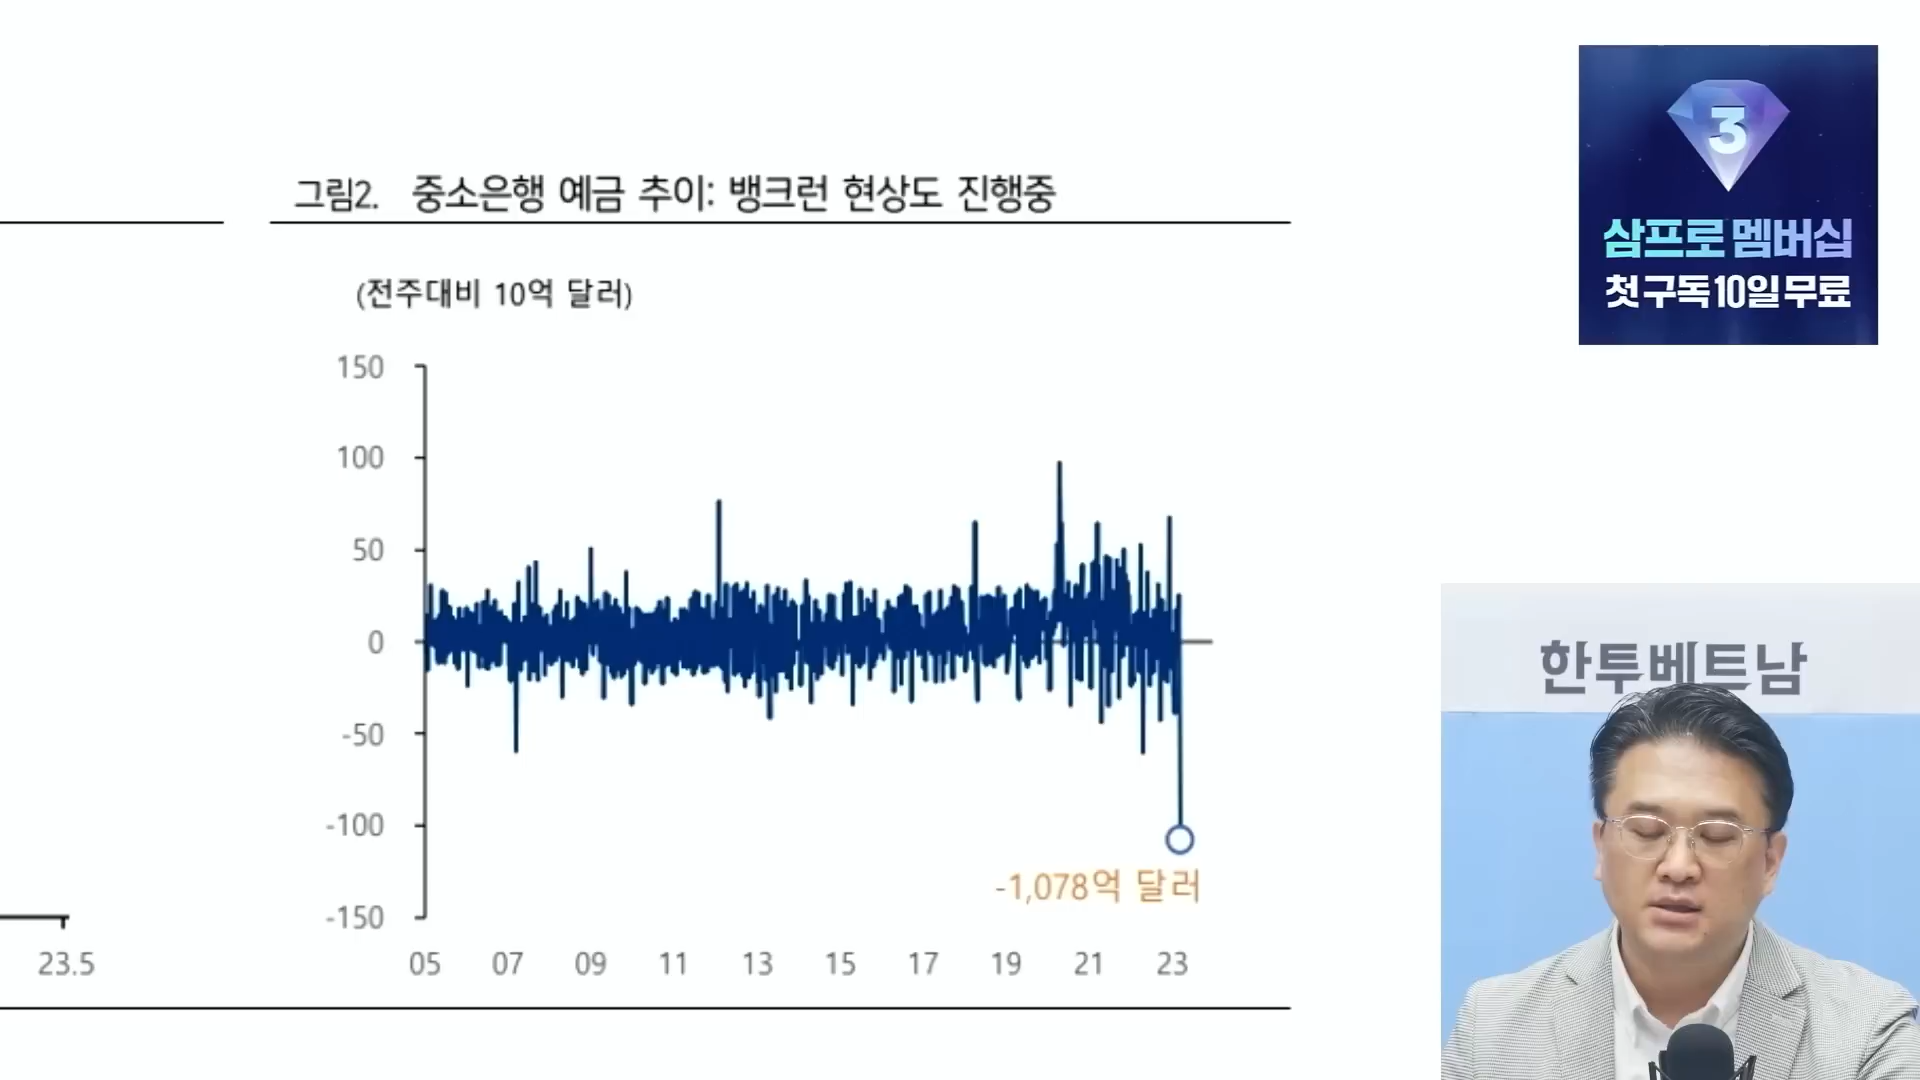 그림2. 중소은행 예금 추이: 뱅크런 현상도 진행중
(전주대비 10억 달러)
150
100
50
0
-50
-100
-150
-1,078억 달러
05 07 09 11 13 15 17 19 21 23
23.5
3
삼프로 멤버십
첫 구독 10일 무료
한투베트남